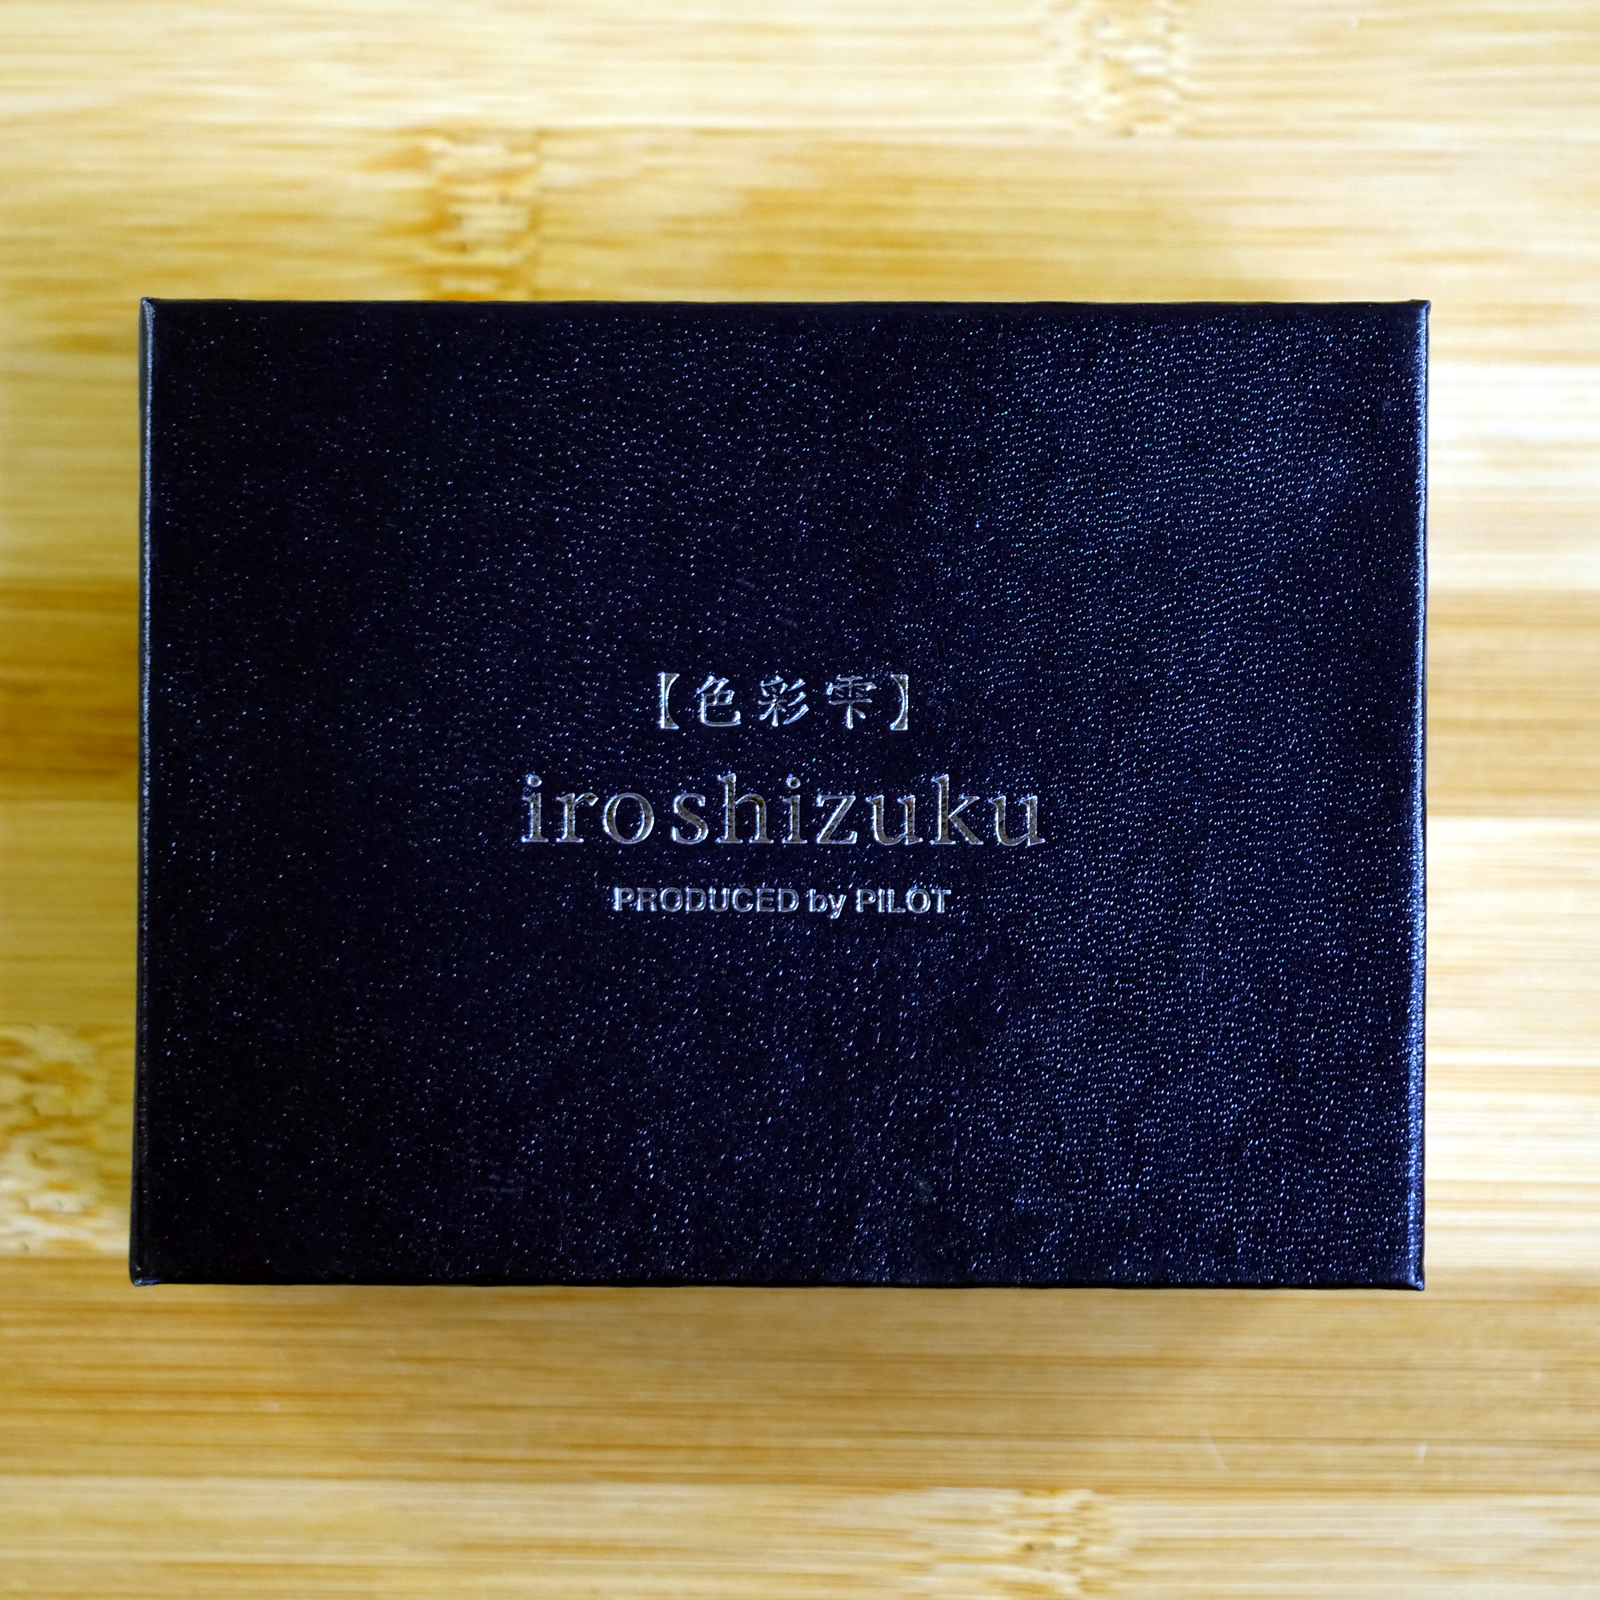 【色彩雫】
iroshizuku
PRODUCED by PILOT